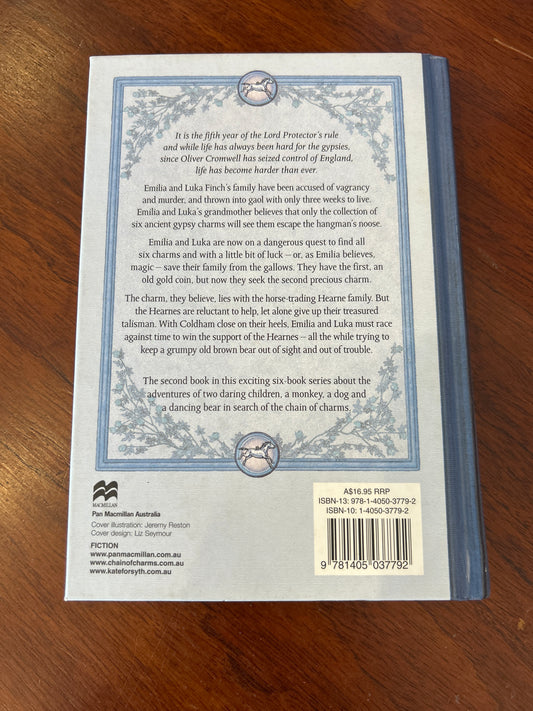 It is the fifth year of the Lord Protector's rule
and while life has always been hard for the gypsies,
since Oliver Cromwell has seized control of England,
life has become harder than ever.
Emilia and Luka Finch's family have been accused of vagrancy
and murder, and thrown into gaol with only three weeks to live.
Emilia and Luka's grandmother believes that only the collection of
six ancient gypsy charms will see them escape the hangman's noose.
Emilia and Luka are now on a dangerous quest to find all
six charms and with a little bit of luck – or, as Emilia believes,
magic – save their family from the gallows. They have the first, an
old gold coin, but now they seek the second precious charm.
The charm, they believe, lies with the horse-trading Hearne family. But
the Hearnes are reluctant to help, let alone give up their treasured
talisman. With Coldham close on their heels, Emilia and Luka must race
against time to win the support of the Hearnes – all the while trying to
keep a grumpy old brown bear out of sight and out of trouble.
The second book in this exciting six-book series about the
adventures of two daring children, a monkey, a dog and
a dancing bear in search of the chain of charms.
MACMILLAN
Pan Macmillan Australia
Cover illustration: Jeremy Reston
Cover design: Liz Seymour
FICTION
www.panmacmillan.com.au
www.chainofcharms.com.au
www.kateforsyth.com.au
A$16.95 RRP
ISBN-13: 978-1-4050-3779-2
ISBN-10: 1-4050-3779-2
9 781405 037792